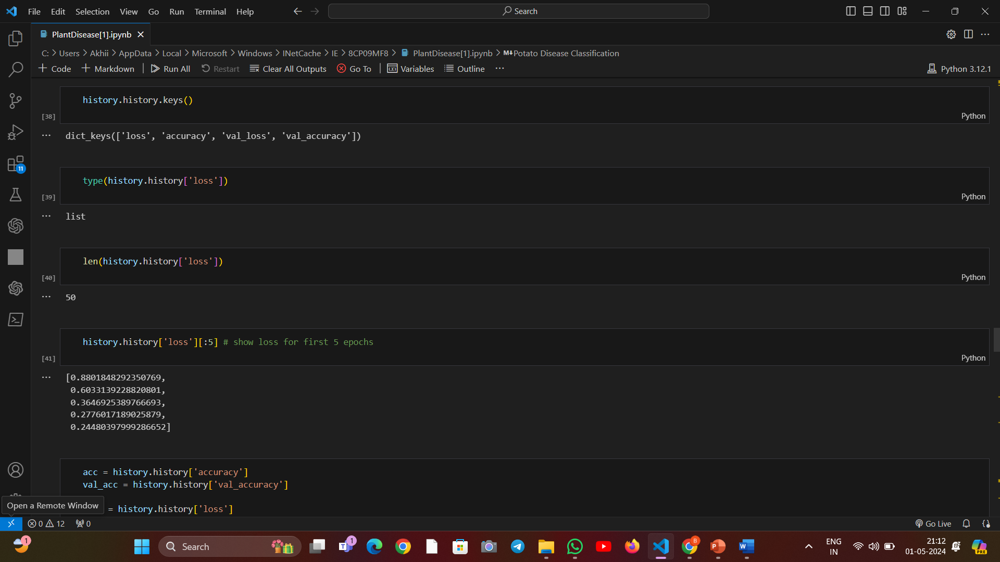 File Edit Selection View Go Run Terminal Help
Search
PlantDisease[1].ipynb
C: > Users > Akhii > AppData > Local > Microsoft > Windows > INetCache > IE > 8CP09MF8 > PlantDisease[1].ipynb > M↓Potato Disease Classification
+ Code + Markdown | Run All Restart Clear All Outputs Go To | Variables Outline ...
Python 3.12.1
history.history.keys()
[38]
Python
dict_keys(['loss', 'accuracy', 'val_loss', 'val_accuracy'])
type(history.history['loss'])
[39]
Python
list
len(history.history['loss'])
[40]
Python
50
history.history['loss'][:5] # show loss for first 5 epochs
[41]
Python
[0.8801848292350769,
0.6033139228820801,
0.3646925389766693,
0.2776017189025879,
0.24480397999286652]
acc = history.history['accuracy']
val_acc = history.history['val_accuracy']
= history.history['loss']
11
Open a Remote Window
0 12 0
Go Live
1
Search
1
B
ENG
IN
21:12
01-05-2024
PRE